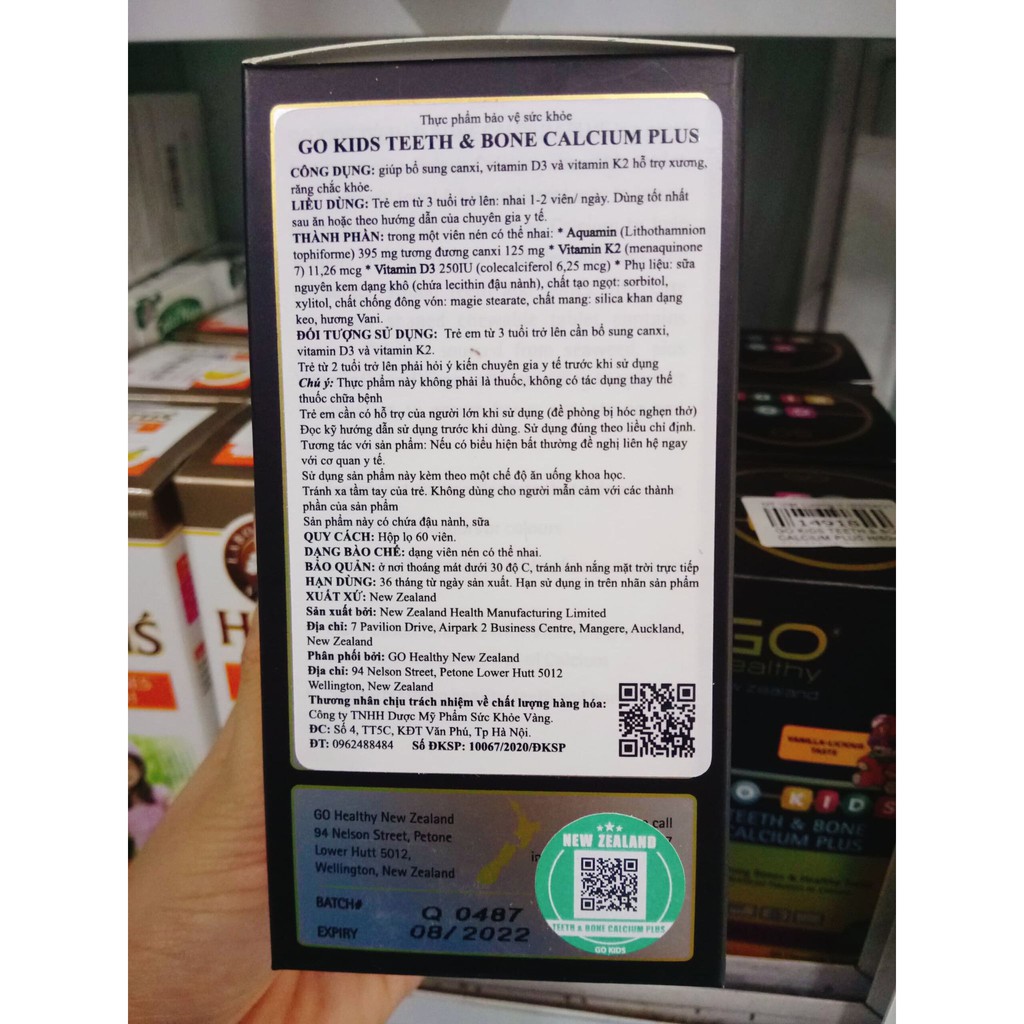 Thực phẩm bảo vệ sức khỏe
GO KIDS TEETH & BONE CALCIUM PLUS
CÔNG DỤNG: giúp bổ sung canxi, vitamin D3 và vitamin K2 hỗ trợ xương,
răng chắc khỏe.
LIỀU DÙNG: Trẻ em từ 3 tuổi trở lên: nhai 1-2 viên/ ngày. Dùng tốt nhất
sau ăn hoặc theo hướng dẫn của chuyên gia y tế.
THÀNH PHẦN: trong một viên nén có thể nhai: * Aquamin (Lithothamnion
tophiforme) 395 mg tương đương canxi 125 mg * Vitamin K2 (menaquinone
7) 11,26 mcg * Vitamin D3 250IU (colecalciferol 6,25 mcg) * Phụ liệu: sữa
nguyên kem dạng khô (chứa lecithin đậu nành), chất tạo ngọt: sorbitol,
xylitol, chất chống đông vón: magie stearate, chất mang: silica khan dạng
keo, hương Vani.
ĐỐI TƯỢNG SỬ DỤNG: Trẻ em từ 3 tuổi trở lên cần bổ sung canxi,
vitamin D3 và vitamin K2.
Trẻ từ 2 tuổi trở lên phải hỏi ý kiến chuyên gia y tế trước khi sử dụng
Chú ý: Thực phẩm này không phải là thuốc, không có tác dụng thay thế
thuốc chữa bệnh
Trẻ em cần có hỗ trợ của người lớn khi sử dụng (đề phòng bị hóc nghẹn thở)
Đọc kỹ hướng dẫn sử dụng trước khi dùng. Sử dụng đúng theo liều chỉ định.
Tương tác với sản phẩm: Nếu có biểu hiện bất thường đề nghị liên hệ ngay
với cơ quan y tế.
Sử dụng sản phẩm này kèm theo một chế độ ăn uống khoa học.
Tránh xa tầm tay của trẻ. Không dùng cho người mẫn cảm với các thành
phần của sản phẩm
Sản phẩm này có chứa đậu nành, sữa
QUY CÁCH: Hộp lọ 60 viên.
DẠNG BÀO CHẾ: dạng viên nén có thể nhai.
BẢO QUẢN: ở nơi thoáng mát dưới 30 độ C, tránh ánh nắng mặt trời trực tiếp
HẠN DÙNG: 36 tháng từ ngày sản xuất. Hạn sử dụng in trên nhãn sản phẩm
XUẤT XỨ: New Zealand
Sản xuất bởi: New Zealand Health Manufacturing Limited
Địa chỉ: 7 Pavilion Drive, Airpark 2 Business Centre, Mangere, Auckland,
New Zealand
Phân phối bởi: GO Healthy New Zealand
Địa chỉ: 94 Nelson Street, Petone Lower Hutt 5012
Wellington, New Zealand
Thương nhân chịu trách nhiệm về chất lượng hàng hóa:
Công ty TNHH Dược Mỹ Phẩm Sức Khỏe Vàng.
ĐC: Số 4, TT5C, KĐT Văn Phú, Tp Hà Nội.
ĐT: 0962488484 Số ĐKSP: 10067/2020/ĐKSP
GO Healthy New Zealand
94 Nelson Street, Petone
Lower Hutt 5012,
Wellington, New Zealand
call
BATCH# Q 0487
EXPIRY 08/2022
NEW ZEALAND
TEETH & BONE CALCIUM PLUS
GO KIDS
14918
GO KIDS TEETH &
CALCIUM PLUS
GO
ealthy
new zealand
VANILLA-LICIOUS
TASTE
O KIDS
TEETH & BONE
CALCIUM PLUS